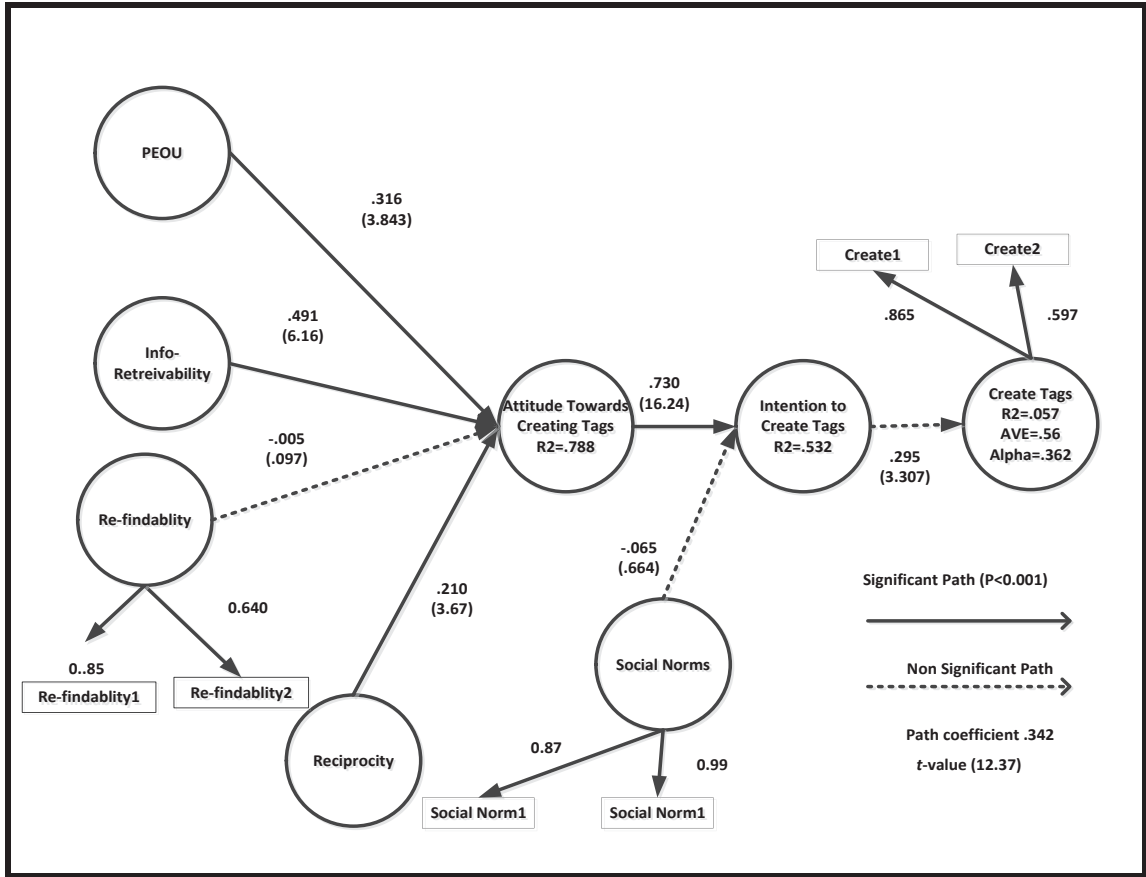 PEOU
.316
(3.843)
Create1
Create2
.865
.597
.491
(6.16)
Info-
Retreivability
Attitude Towards
Creating Tags
R2=.788
.730
(16.24)
Intention to
Create Tags
R2=.532
Create Tags
R2=.057
AVE=.56
Alpha=.362
.295
(3.307)
-.005
(.097)
Re-findablity
-.065
(.664)
.210
(3.67)
Significant Path (P<0.001)
0.640
0..85
Re-findablity1
Re-findablity2
Social Norms
Non Significant Path
Reciprocity
0.87
0.99
Path coefficient .342
t-value (12.37)
Social Norm1
Social Norm1